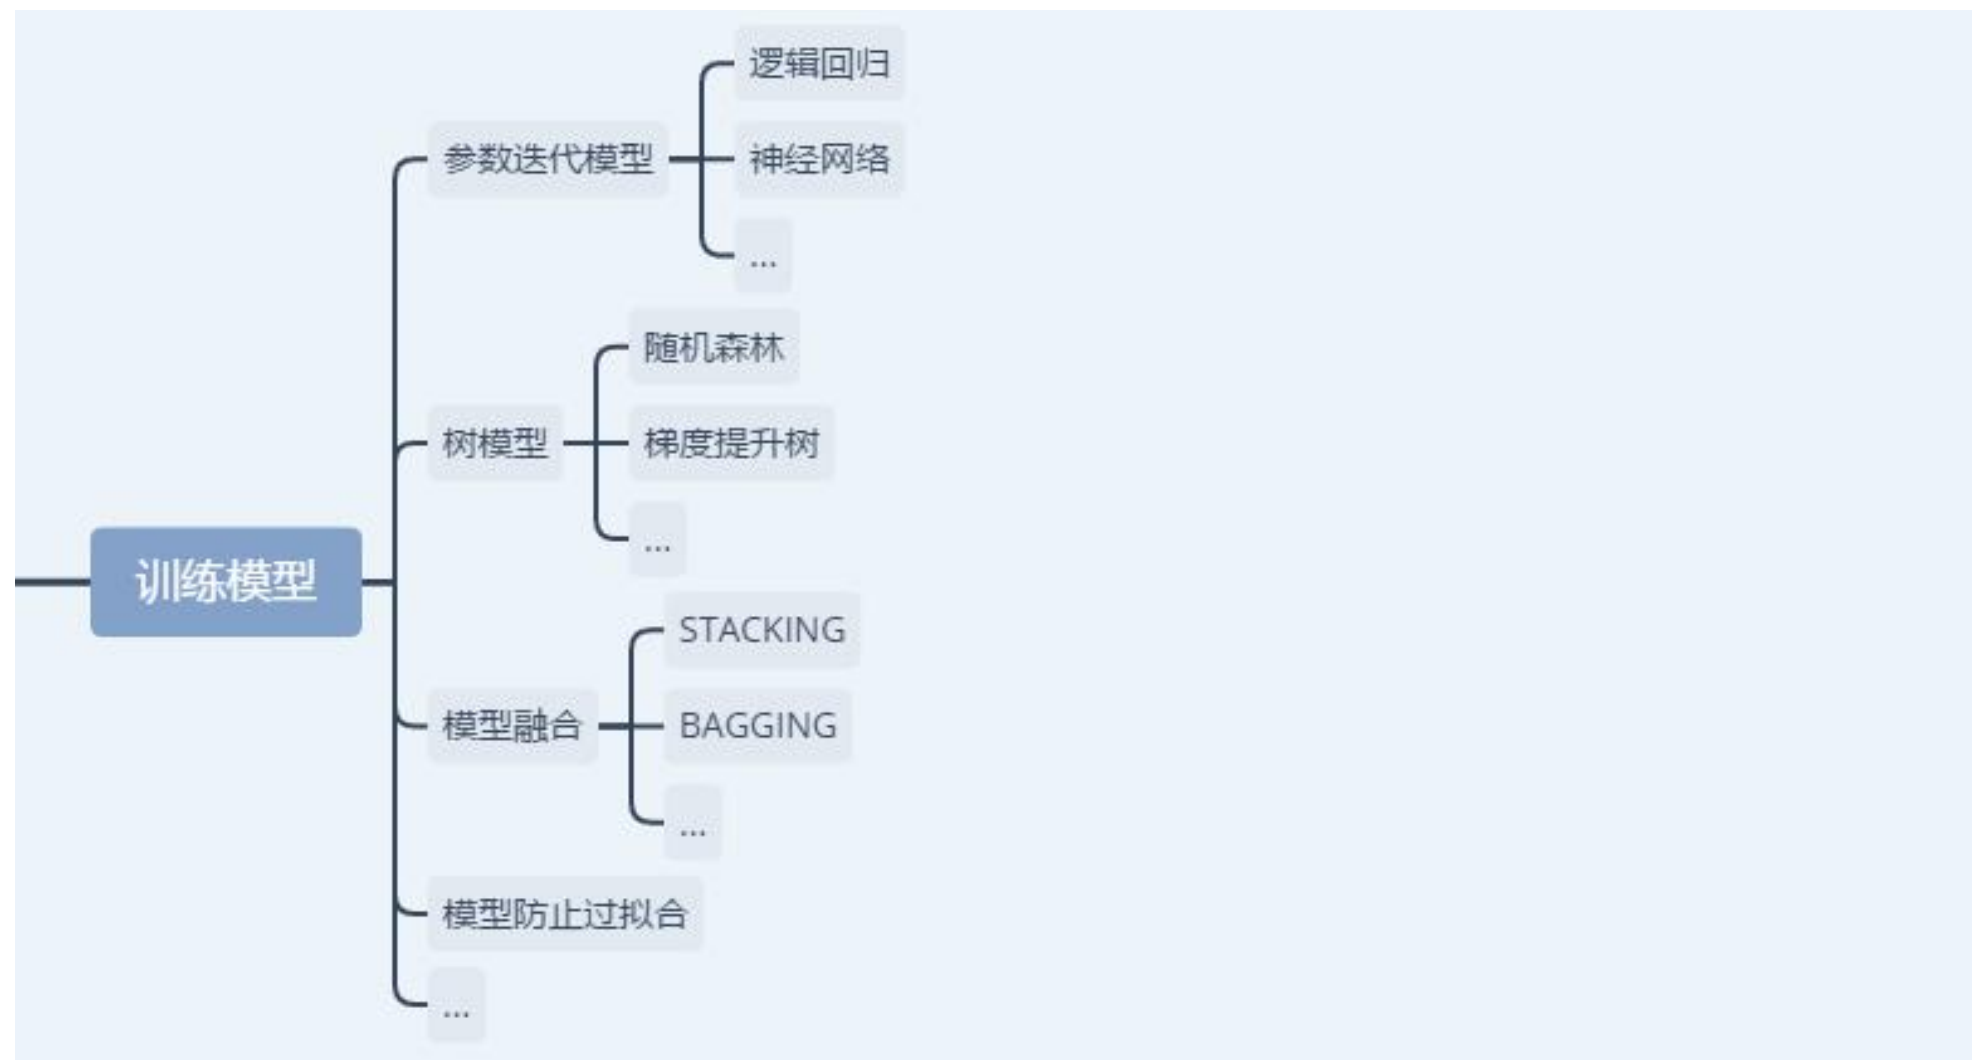 逻辑回归
参数迭代模型
神经网络
...
随机森林
树模型
梯度提升树
...
训练模型
STACKING
模型融合
BAGGING
...
模型防止过拟合
...